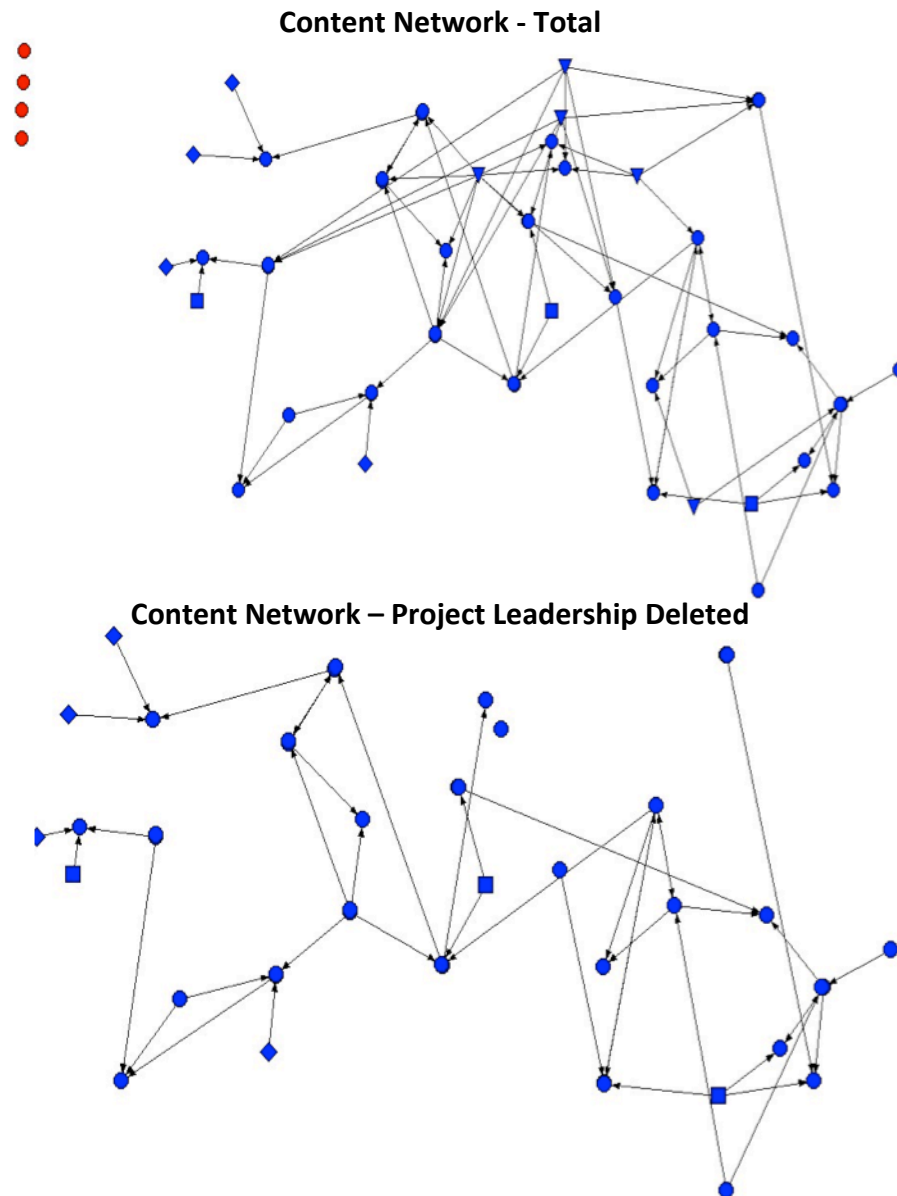 Content Network - Total
Content Network – Project Leadership Deleted